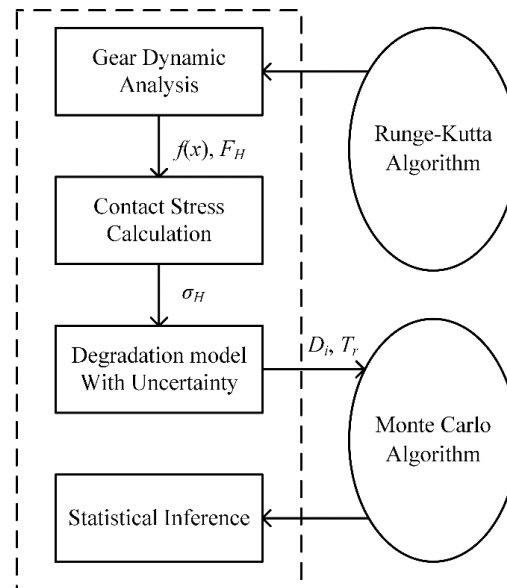 Gear Dynamic
Analysis
Runge-Kutta
Algorithm
f(x), F_H
Contact Stress
Calculation
σ_H
Degradation model
With Uncertainty
D_i, T_r
Monte Carlo
Algorithm
Statistical Inference